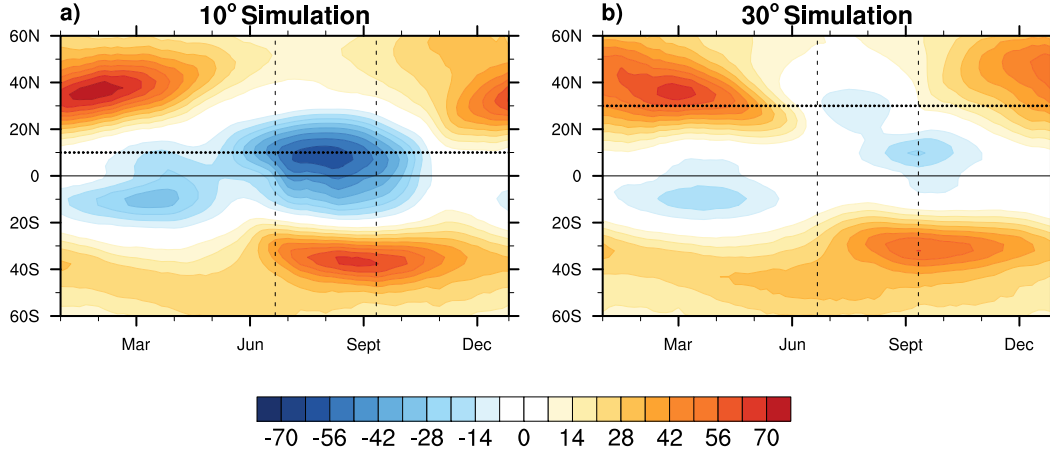 a)
10° Simulation
60N
40N
20N
0
20S
40S
60S
Mar
Jun
Sept
Dec
b)
30° Simulation
60N
40N
20N
0
20S
40S
60S
Mar
Jun
Sept
Dec
-70 -56 -42 -28 -14 0 14 28 42 56 70